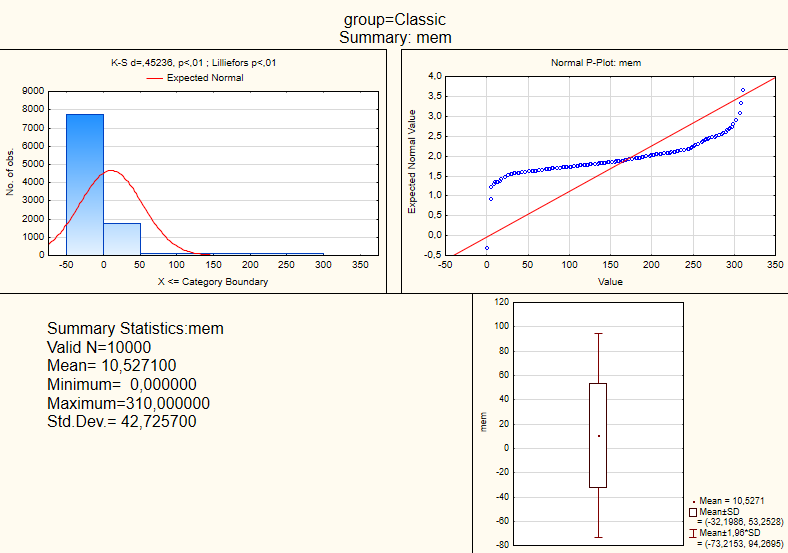 group=Classic
Summary: mem
K-S d=,45236, p<,01 ; Lilliefors p<,01
Expected Normal
No. of obs.
9000
8000
7000
6000
5000
4000
3000
2000
1000
0
-50 0 50 100 150 200 250 300 350
X <= Category Boundary
Normal P-Plot: mem
Expected Normal Value
4,0
3,5
3,0
2,5
2,0
1,5
1,0
0,5
0,0
-0,5
-50 0 50 100 150 200 250 300 350
Value
Summary Statistics:mem
Valid N=10000
Mean= 10,527100
Minimum= 0,000000
Maximum=310,000000
Std.Dev.= 42,725700
mem
120
100
80
60
40
20
0
-20
-40
-60
-80
Mean = 10,5271
Mean±SD
= (-32,1986, 53,2528)
Mean±1,96*SD
= (-73,2153, 94,2695)